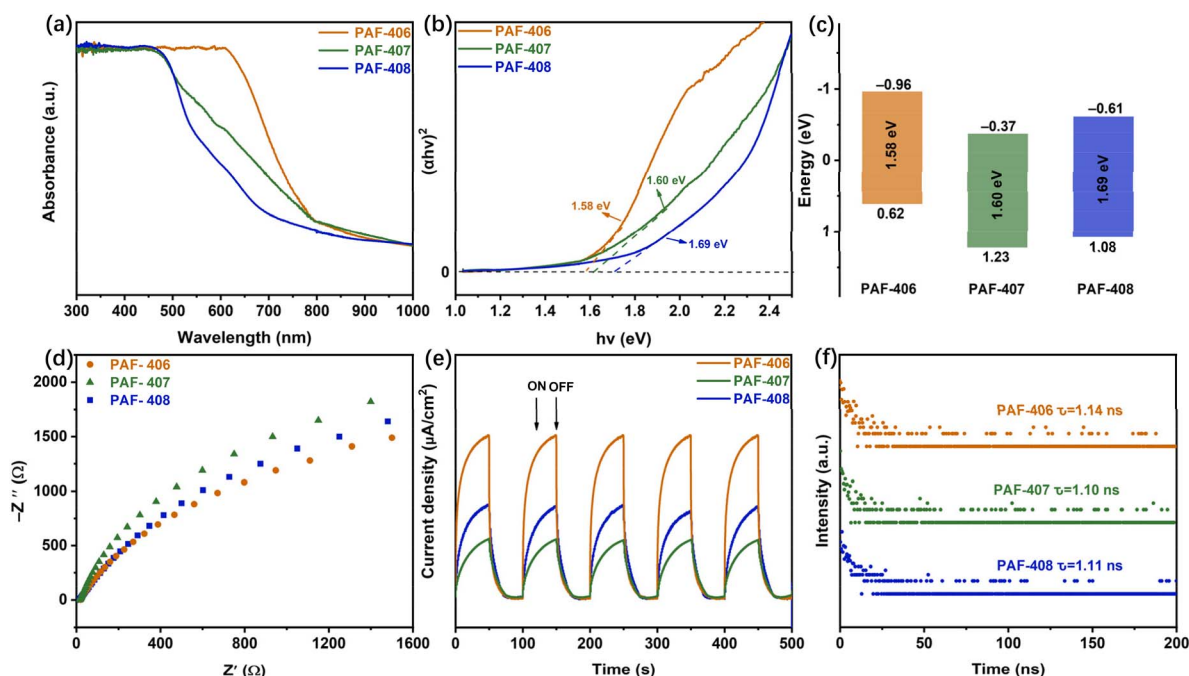 (a)
PAF-406
PAF-407
PAF-408
Absorbance (a.u.)
300 400 500 600 700 800 900 1000
Wavelength (nm)
(b)
PAF-406
PAF-407
PAF-408
(αhν)²
0
1.58 eV
1.60 eV
1.69 eV
1.0 1.2 1.4 1.6 1.8 2.0 2.2 2.4
hν (eV)
(c)
Energy (eV)
-1
0
1
–0.96
1.58 eV
0.62
–0.37
1.60 eV
1.23
–0.61
1.69 eV
1.08
PAF-406 PAF-407 PAF-408
(d)
PAF- 406
PAF- 407
PAF- 408
–Z″ (Ω)
2000
1500
1000
500
0
0 200 400 600 800 1000 1200 1400 1600
Z′ (Ω)
(e)
PAF-406
PAF-407
PAF-408
ON OFF
Current density (μA/cm²)
0 100 200 300 400 500
Time (s)
(f)
Intensity (a.u.)
PAF-406 τ=1.14 ns
PAF-407 τ=1.10 ns
PAF-408 τ=1.11 ns
0 50 100 150 200
Time (ns)